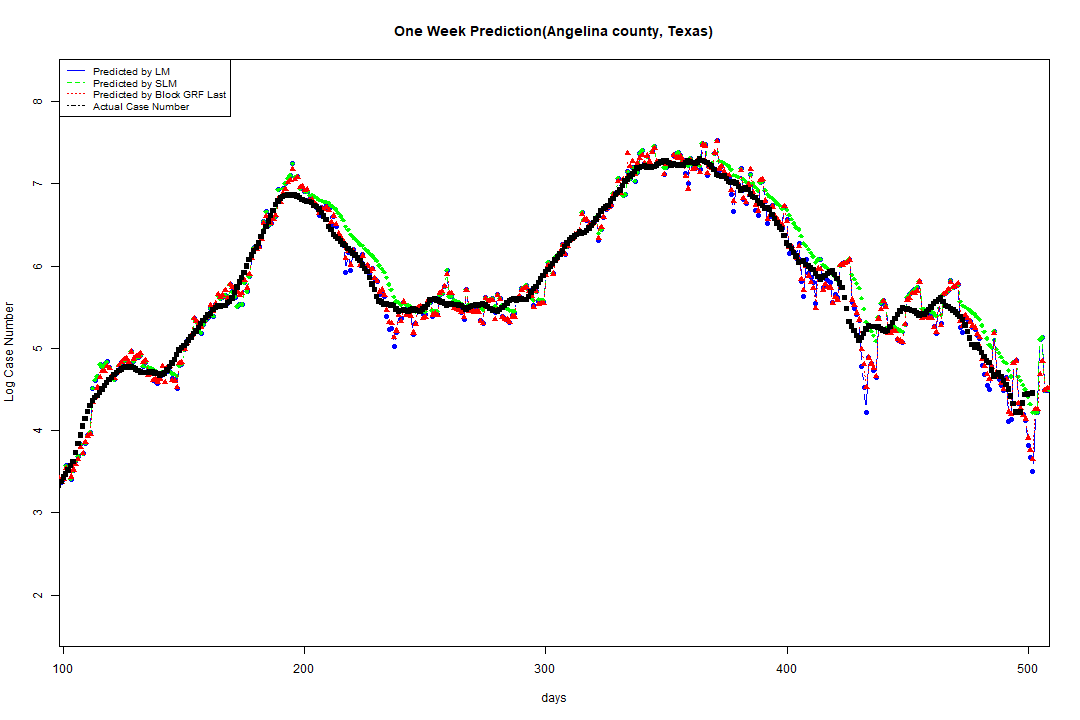 One Week Prediction(Angelina county, Texas)
Predicted by LM
Predicted by SLM
Predicted by Block GRF Last
Actual Case Number
8
7
6
5
4
3
2
Log Case Number
100 200 300 400 500
days